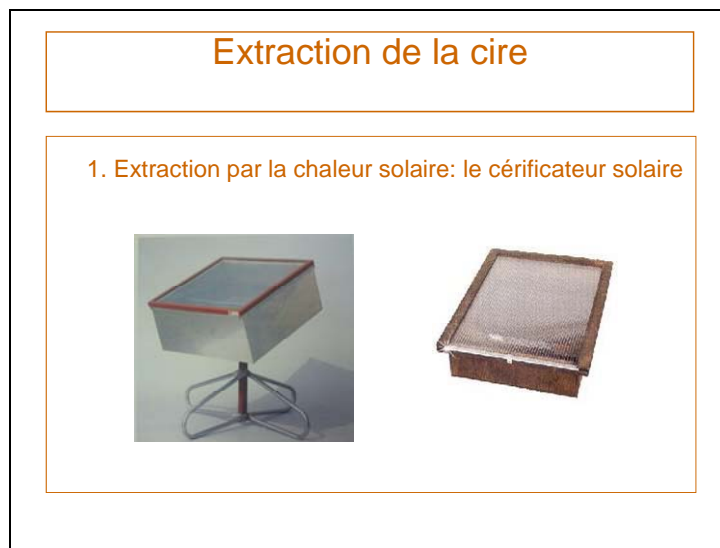 Extraction de la cire
1. Extraction par la chaleur solaire: le cérificateur solaire